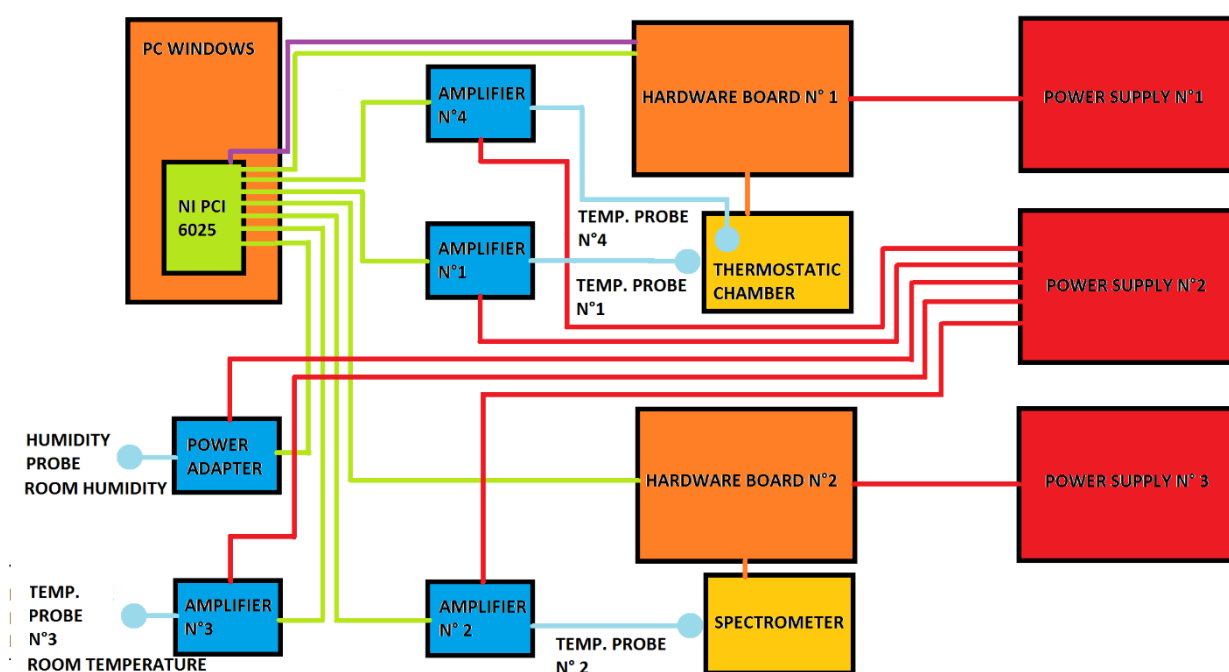 PC WINDOWS
NI PCI
6025
AMPLIFIER
N°4
HARDWARE BOARD N° 1
POWER SUPPLY N°1
TEMP. PROBE
N°4
AMPLIFIER
N°1
TEMP. PROBE
N°1
THERMOSTATIC
CHAMBER
POWER SUPPLY N°2
HUMIDITY
PROBE
ROOM HUMIDITY
POWER
ADAPTER
HARDWARE BOARD N°2
POWER SUPPLY N° 3
TEMP.
PROBE
N°3
ROOM TEMPERATURE
AMPLIFIER
N°3
AMPLIFIER
N° 2
TEMP. PROBE
N° 2
SPECTROMETER